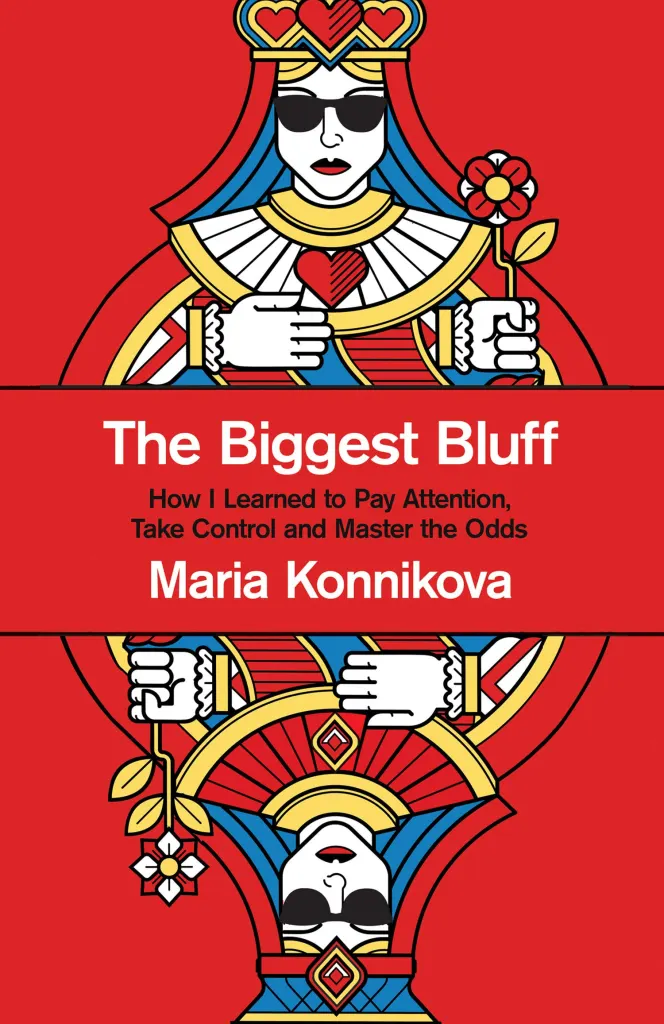 The Biggest Bluff
How I Learned to Pay Attention,
Take Control and Master the Odds
Maria Konnikova